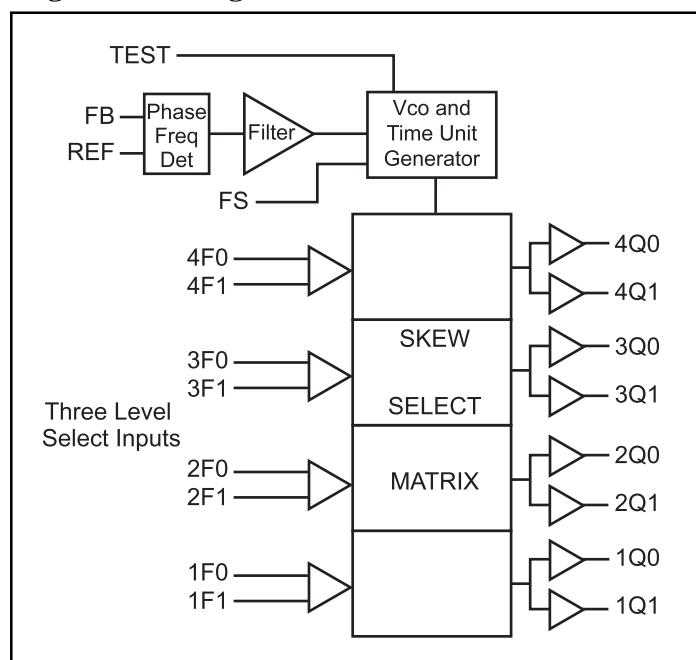 TEST
FB
REF
Phase
Freq
Det
Filter
Vco and
Time Unit
Generator
FS
4F0
4F1
4Q0
4Q1
3F0
3F1
SKEW
SELECT
3Q0
3Q1
Three Level
Select Inputs
2F0
2F1
MATRIX
2Q0
2Q1
1F0
1F1
1Q0
1Q1